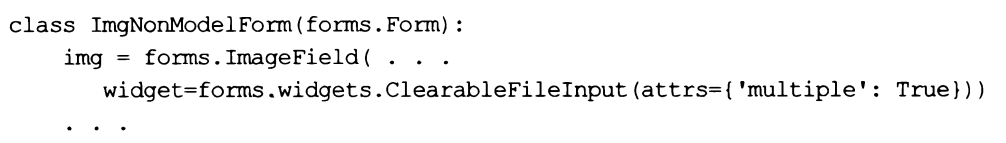 class ImgNonModelForm(forms.Form):
    img = forms.ImageField( . . .
        widget=forms.widgets.ClearableFileInput(attrs={'multiple': True}))
    . . .